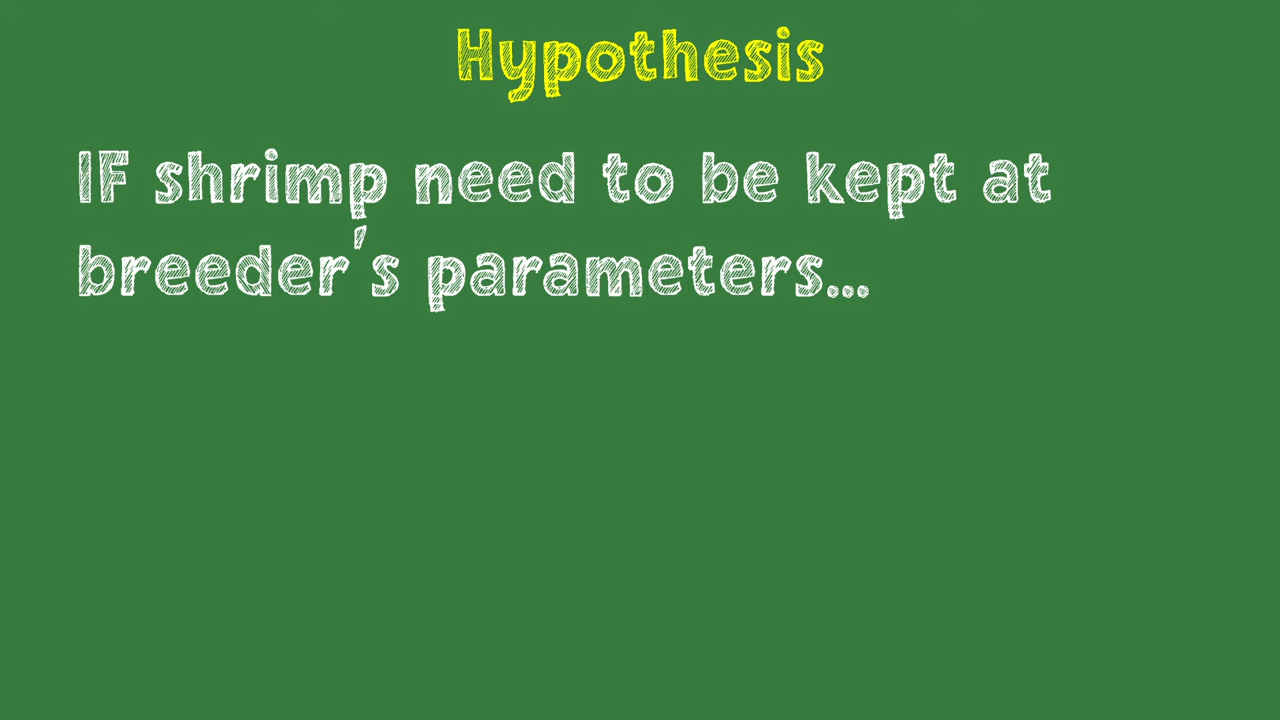 Hypothesis
IF shrimp need to be kept at
breeder's parameters...